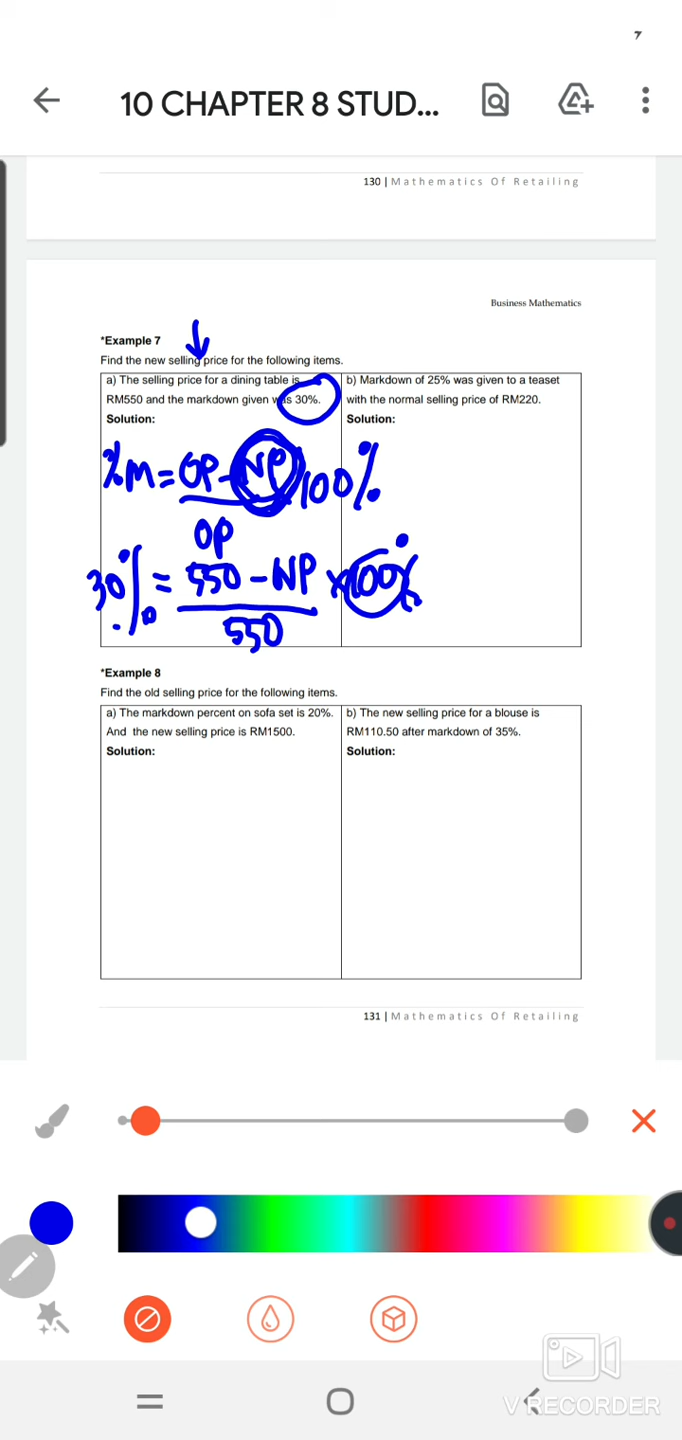 10 CHAPTER 8 STUD...
130 | Mathematics Of Retailing
Business Mathematics
*Example 7
Find the new selling price for the following items.
a) The selling price for a dining table is
RM550 and the markdown given was 30%.
Solution:
b) Markdown of 25% was given to a teaset
with the normal selling price of RM220.
Solution:
%M = OP - NP 100%
OP
30% = 550 - NP x 100%
550
*Example 8
Find the old selling price for the following items.
a) The markdown percent on sofa set is 20%.
And the new selling price is RM1500.
Solution:
b) The new selling price for a blouse is
RM110.50 after markdown of 35%.
Solution:
131 | Mathematics Of Retailing
V RECORDER